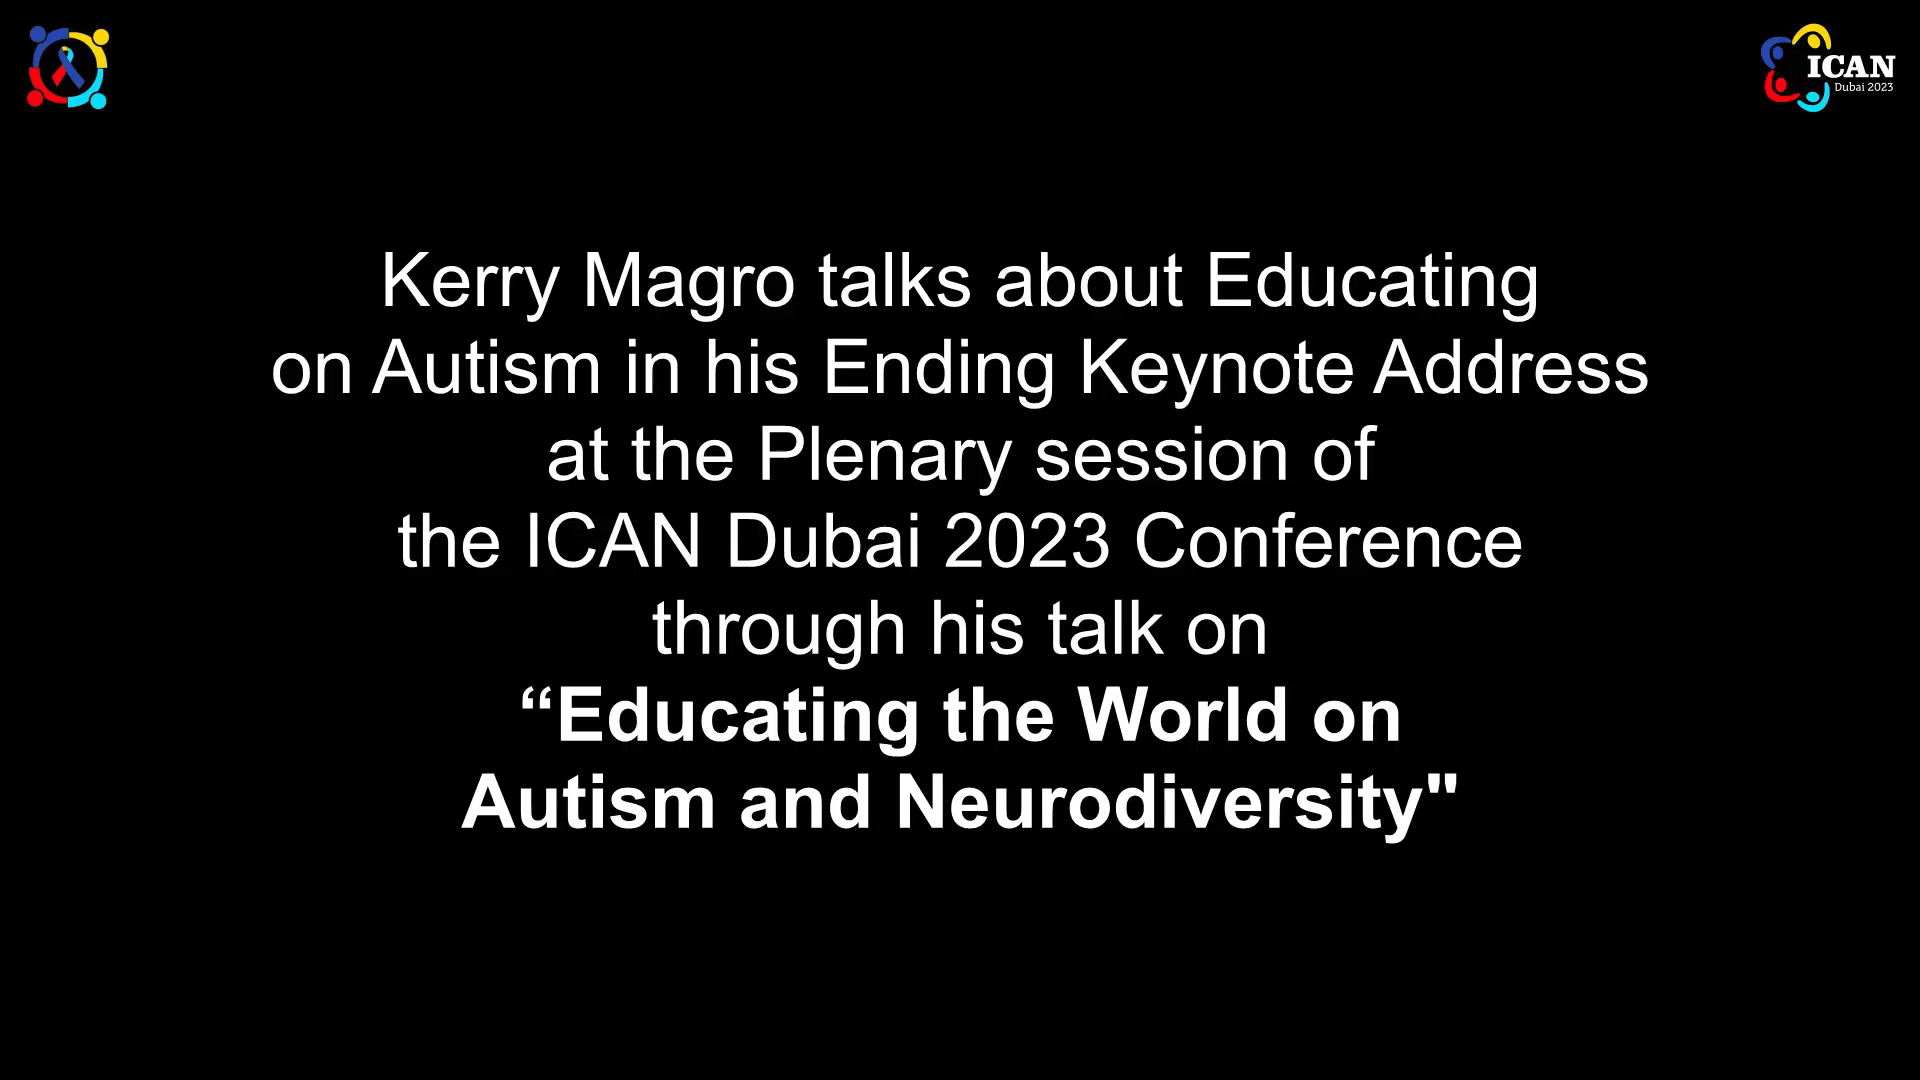 ICAN
Dubai 2023
Kerry Magro talks about Educating
on Autism in his Ending Keynote Address
at the Plenary session of
the ICAN Dubai 2023 Conference
through his talk on
“Educating the World on
Autism and Neurodiversity"